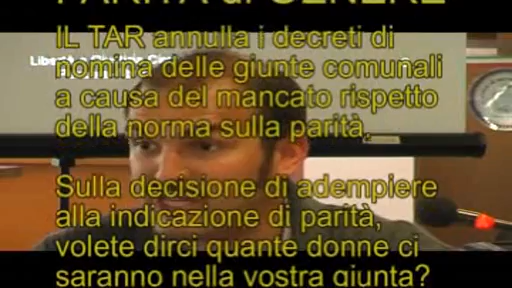 PARITÀ di GENERE
IL TAR annulla i decreti di
nomina delle giunte comunali
a causa del mancato rispetto
della norma sulla parità.
Sulla decisione di adempiere
alla indicazione di parità,
volete dirci quante donne ci
saranno nella vostra giunta?